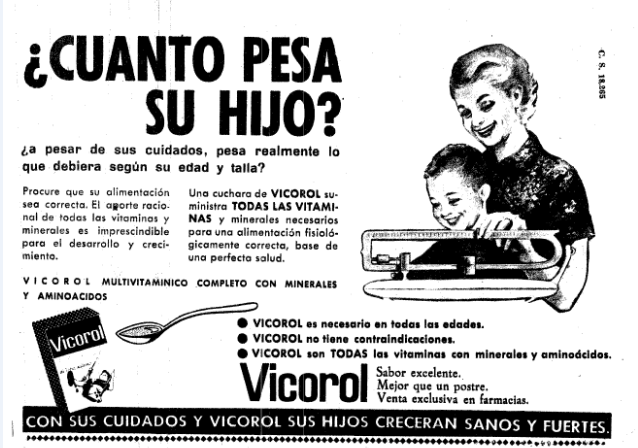 ¿CUANTO PESA
SU HIJO?
¿a pesar de sus cuidados, pesa realmente lo
que debiera según su edad y talla?
Procure que su alimentación
sea correcta. El aporte racio-
nal de todas las vitaminas y
minerales es imprescindible
para el desarrollo y creci-
miento.
Una cuchara de VICOROL su-
ministra TODAS LAS VITAMI-
NAS y minerales necesarios
para una alimentación fisioló-
gicamente correcta, base de
una perfecta salud.
VICOROL MULTIVITAMINICO COMPLETO CON MINERALES
Y AMINOACIDOS
C. S. 18.265
Vicorol
● VICOROL es necesario en todas las edades.
● VICOROL no tiene contraindicaciones.
● VICOROL son TODAS las vitaminas con minerales y aminoácidos.
Vicorol
Sabor excelente.
Mejor que un postre.
Venta exclusiva en farmacias.
CON SUS CUIDADOS Y VICOROL SUS HIJOS CRECERAN SANOS Y FUERTES.